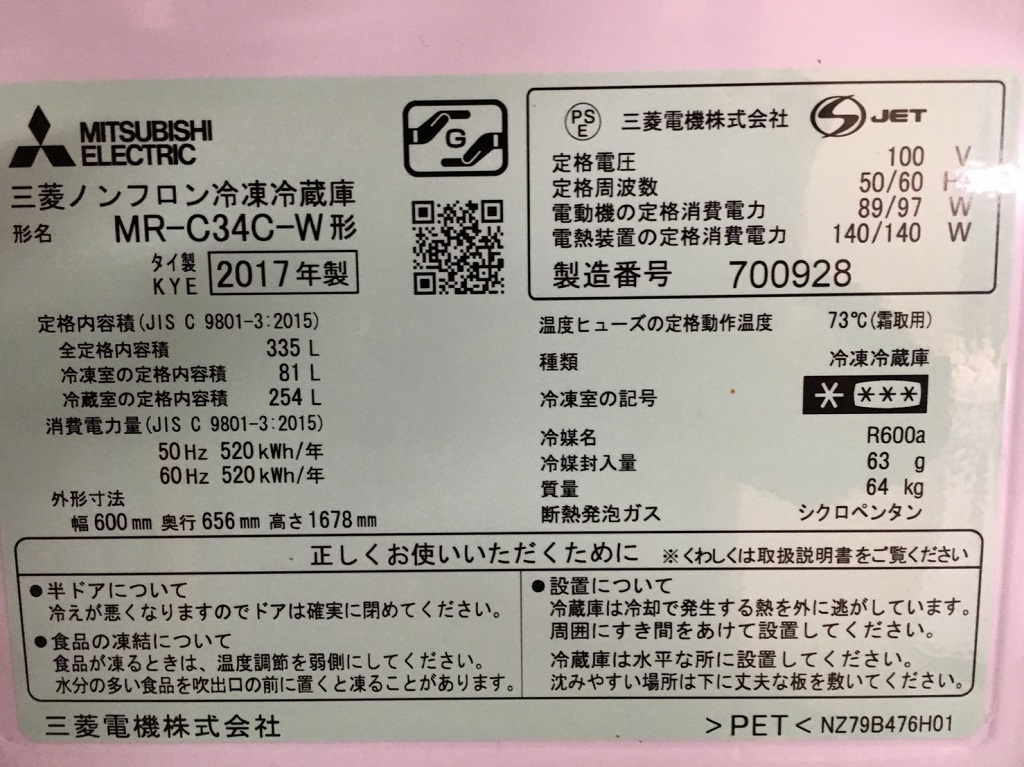 MITSUBISHI
ELECTRIC
G
三菱ノンフロン冷凍冷蔵庫
形名 MR-C34C-W形
タイ製
KYE 2017年製
PS
E 三菱電機株式会社 S JET
定格電圧 100 V
定格周波数 50/60 Hz
電動機の定格消費電力 89/97 W
電熱装置の定格消費電力 140/140 W
製造番号 700928
定格内容積(JIS C 9801-3:2015)
全定格内容積 335 L
冷凍室の定格内容積 81 L
冷蔵室の定格内容積 254 L
消費電力量(JIS C 9801-3:2015)
50Hz 520kWh/年
60Hz 520kWh/年
外形寸法
幅600mm 奥行656mm 高さ1678mm
温度ヒューズの定格動作温度 73℃(霜取用)
種類 冷凍冷蔵庫
冷凍室の記号 * ***
冷媒名 R600a
冷媒封入量 63 g
質量 64 kg
断熱発泡ガス シクロペンタン
正しくお使いいただくために ※くわしくは取扱説明書をご覧ください
●半ドアについて
冷えが悪くなりますのでドアは確実に閉めてください。
●食品の凍結について
食品が凍るときは、温度調節を弱側にしてください。
水分の多い食品を吹出口の前に置くと凍ることがあります。
●設置について
冷蔵庫は冷却で発生する熱を外に逃がしています。
周囲にすき間をあけて設置してください。
冷蔵庫は水平な所に設置してください。
沈みやすい場所は下に丈夫な板を敷いてください。
三菱電機株式会社 >PET< NZ79B476H01